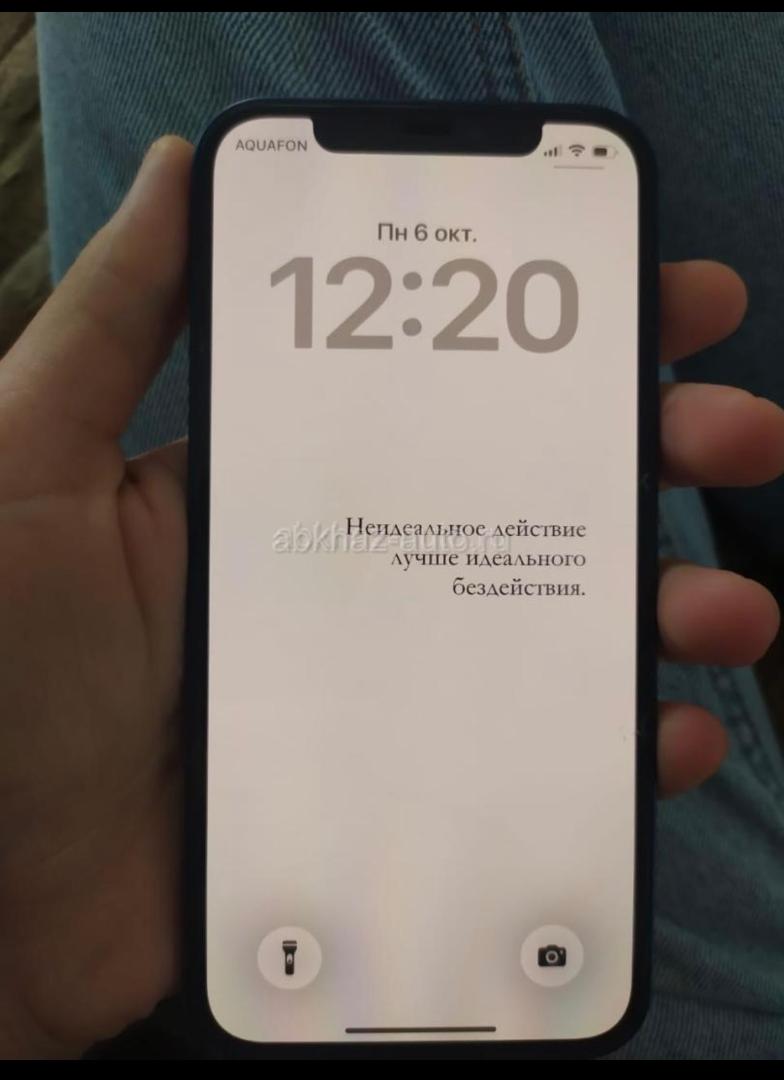 AQUAFON
Пн 6 окт.
12:20
Неидеальное действие
abkhaz-auto.ru
лучше идеального
бездействия.